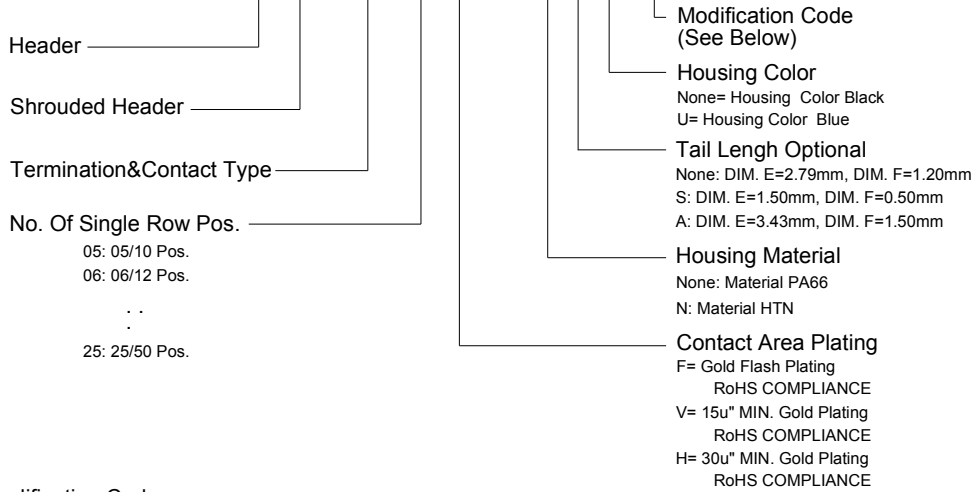 Header
Shrouded Header
Termination&Contact Type
No. Of Single Row Pos.
05: 05/10 Pos.
06: 06/12 Pos.
. .
.
25: 25/50 Pos.
Modification Code
(See Below)
Housing Color
None= Housing Color Black
U= Housing Color Blue
Tail Lengh Optional
None: DIM. E=2.79mm, DIM. F=1.20mm
S: DIM. E=1.50mm, DIM. F=0.50mm
A: DIM. E=3.43mm, DIM. F=1.50mm
Housing Material
None: Material PA66
N: Material HTN
Contact Area Plating
F= Gold Flash Plating
RoHS COMPLIANCE
V= 15u" MIN. Gold Plating
RoHS COMPLIANCE
H= 30u" MIN. Gold Plating
RoHS COMPLIANCE